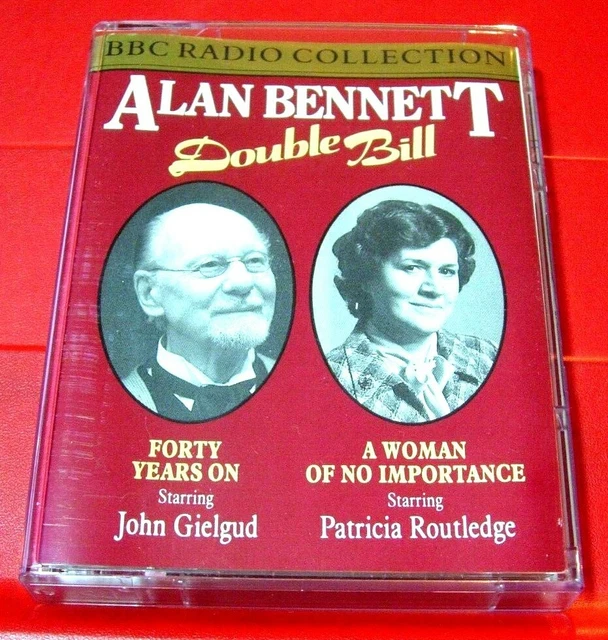 BBC RADIO COLLECTION
ALAN BENNETT
Double Bill
FORTY
YEARS ON
Starring
John Gielgud
A WOMAN
OF NO IMPORTANCE
Starring
Patricia Routledge